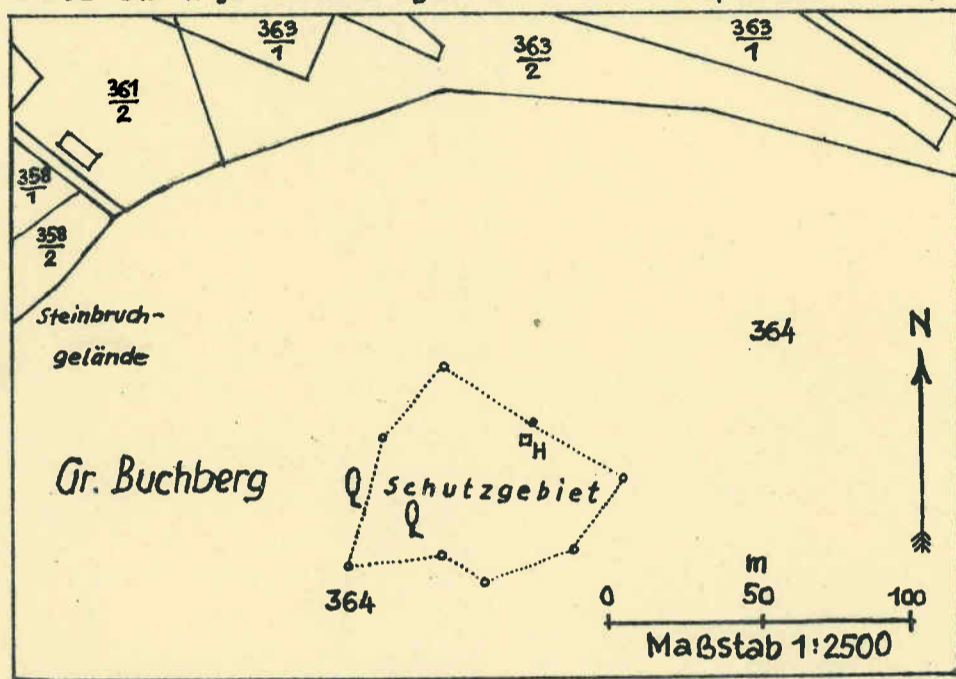 363
1
363
2
363
1
361
2
358
1
358
2
Steinbruch-
gelände
364
N
H
Gr. Buchberg
Schutzgebiet
364
m
0 50 100
Maßstab 1:2500